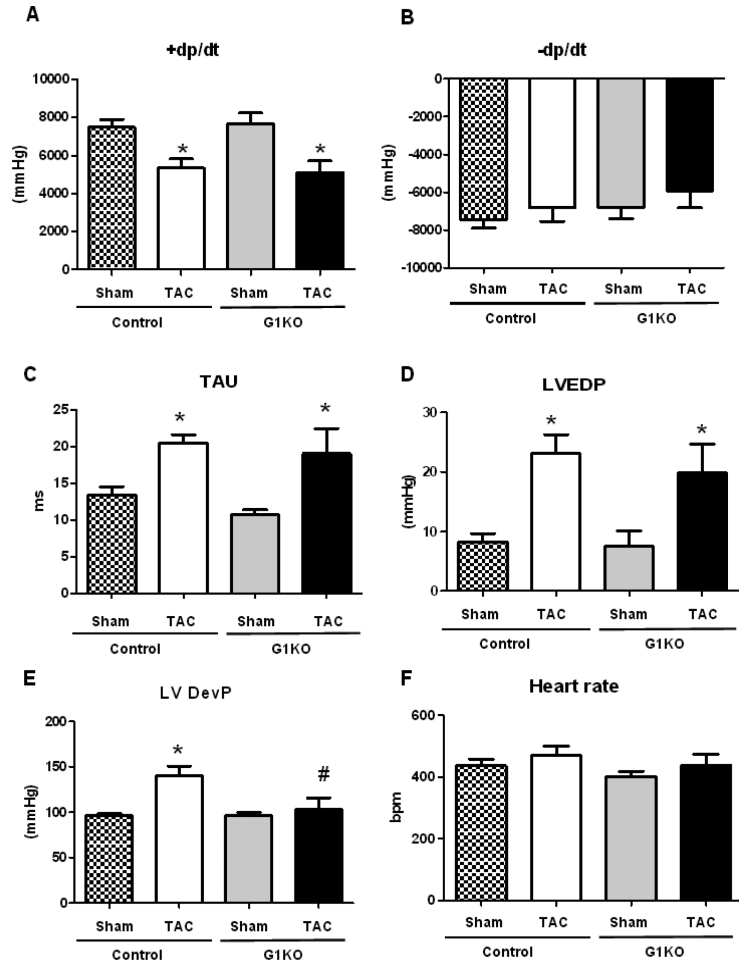 A
+dp/dt
(mmHg)
10000
8000
6000
4000
2000
0
* *
Sham TAC Sham TAC
Control G1KO
B
-dp/dt
(mmHg)
0
-2000
-4000
-6000
-8000
-10000
Sham TAC Sham TAC
Control G1KO
C
TAU
ms
25
20
15
10
5
0
* *
Sham TAC Sham TAC
Control G1KO
D
LVEDP
(mmHg)
30
20
10
0
* *
Sham TAC Sham TAC
Control G1KO
E
LV DevP
(mmHg)
200
150
100
50
0
* #
Sham TAC Sham TAC
Control G1KO
F
Heart rate
bpm
600
400
200
0
Sham TAC Sham TAC
Control G1KO